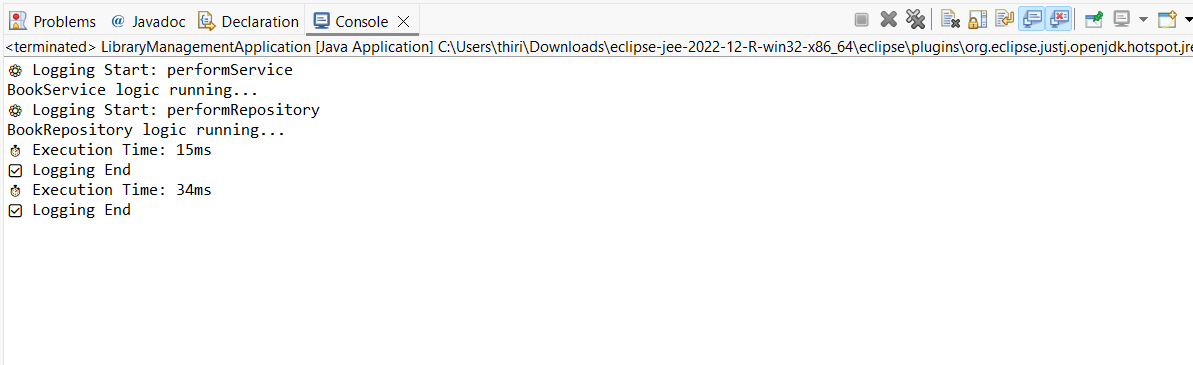 Problems @ Javadoc Declaration Console
<terminated> LibraryManagementApplication [Java Application] C:\Users\thiri\Downloads\eclipse-jee-2022-12-R-win32-x86_64\eclipse\plugins\org.eclipse.justj.openjdk.hotspot.jre
Logging Start: performService
BookService logic running...
Logging Start: performRepository
BookRepository logic running...
Execution Time: 15ms
Logging End
Execution Time: 34ms
Logging End